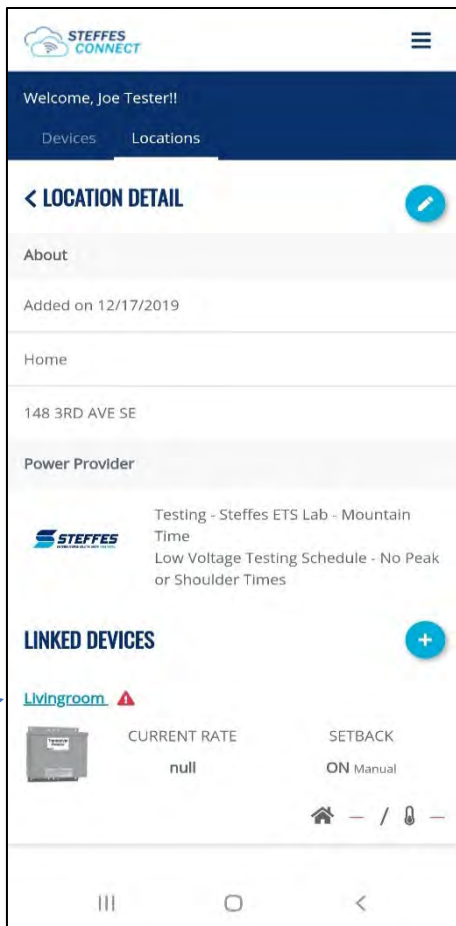 STEFFES
CONNECT
Welcome, Joe Tester!!
Devices Locations
< LOCATION DETAIL
About
Added on 12/17/2019
Home
148 3RD AVE SE
Power Provider
STEFFES
Testing - Steffes ETS Lab - Mountain
Time
Low Voltage Testing Schedule - No Peak
or Shoulder Times
LINKED DEVICES
Livingroom
CURRENT RATE SETBACK
null ON Manual
– / –